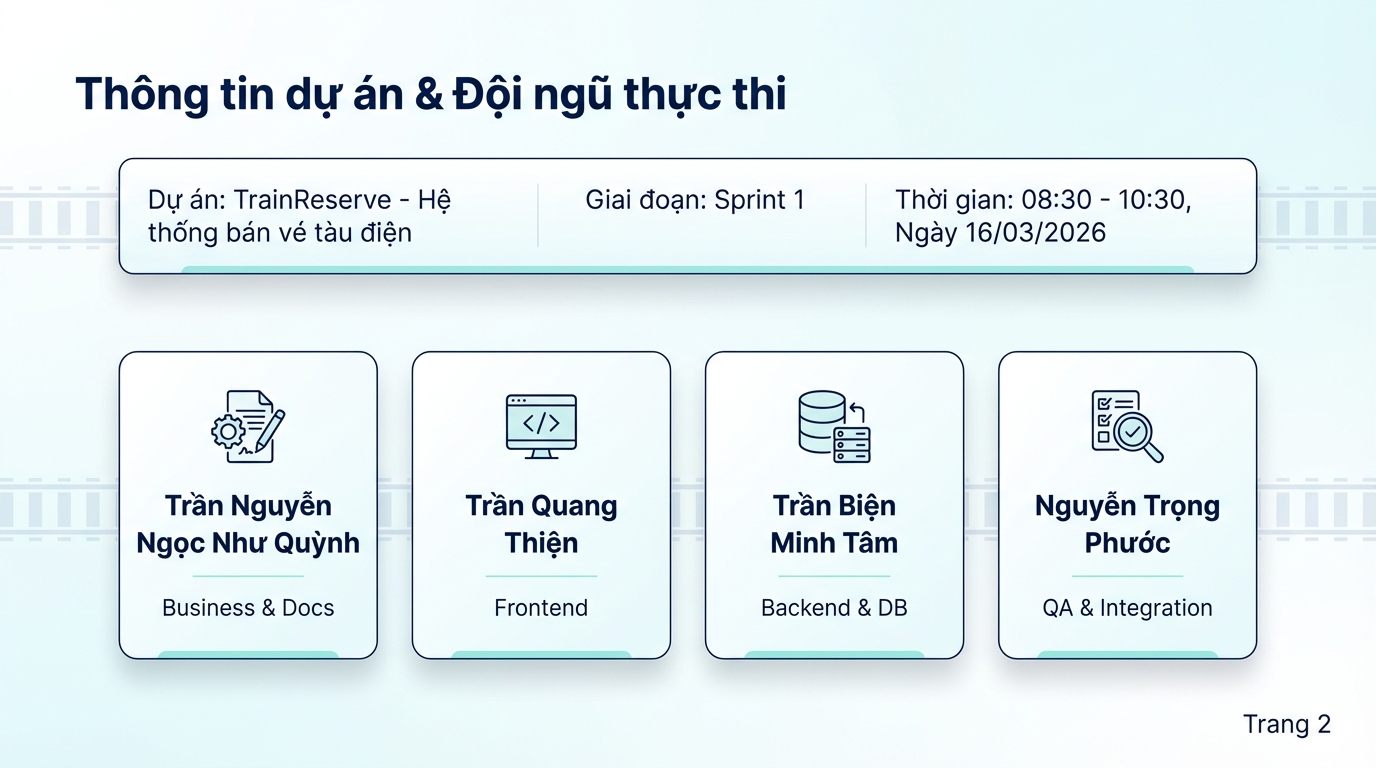 Thông tin dự án & Đội ngũ thực thi
Dự án: TrainReserve - Hệ
thống bán vé tàu điện
Giai đoạn: Sprint 1
Thời gian: 08:30 - 10:30,
Ngày 16/03/2026
</>
Trần Nguyễn
Ngọc Như Quỳnh
Business & Docs
Trần Quang
Thiện
Frontend
Trần Biện
Minh Tâm
Backend & DB
Nguyễn Trọng
Phước
QA & Integration
Trang 2